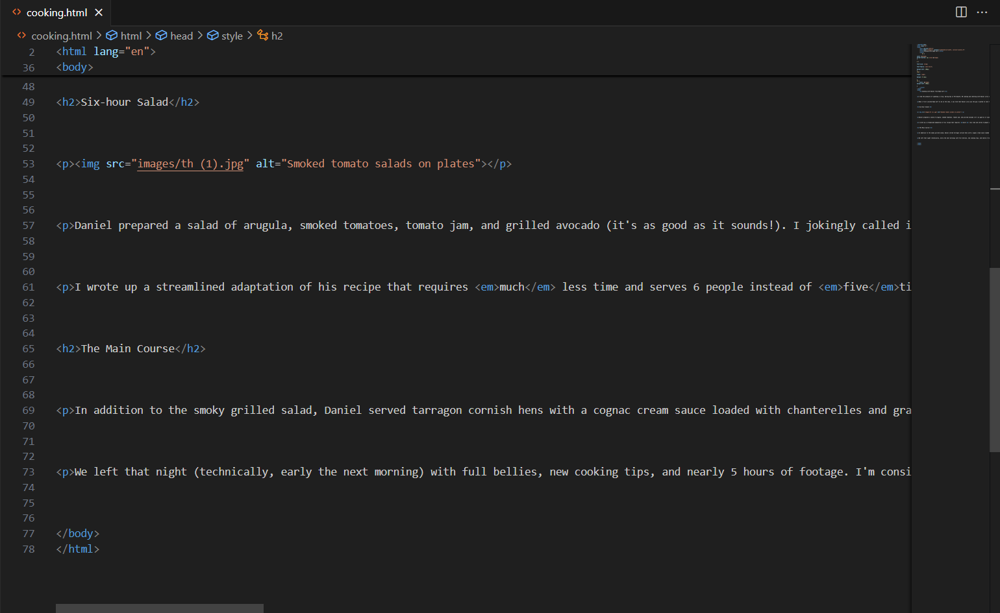 cooking.html
cooking.html > html > head > style > h2
2 <html lang="en">
36 <body>
48
49 <h2>Six-hour Salad</h2>
50
51
52
53 <p><img src="images/th (1).jpg" alt="Smoked tomato salads on plates"></p>
54
55
56
57 <p>Daniel prepared a salad of arugula, smoked tomatoes, tomato jam, and grilled avocado (it's as good as it sounds!). I jokingly called i
58
59
60
61 <p>I wrote up a streamlined adaptation of his recipe that requires <em>much</em> less time and serves 6 people instead of <em>five</em>ti
62
63
64
65 <h2>The Main Course</h2>
66
67
68
69 <p>In addition to the smoky grilled salad, Daniel served tarragon cornish hens with a cognac cream sauce loaded with chanterelles and gra
70
71
72
73 <p>We left that night (technically, early the next morning) with full bellies, new cooking tips, and nearly 5 hours of footage. I'm consi
74
75
76
77 </body>
78 </html>